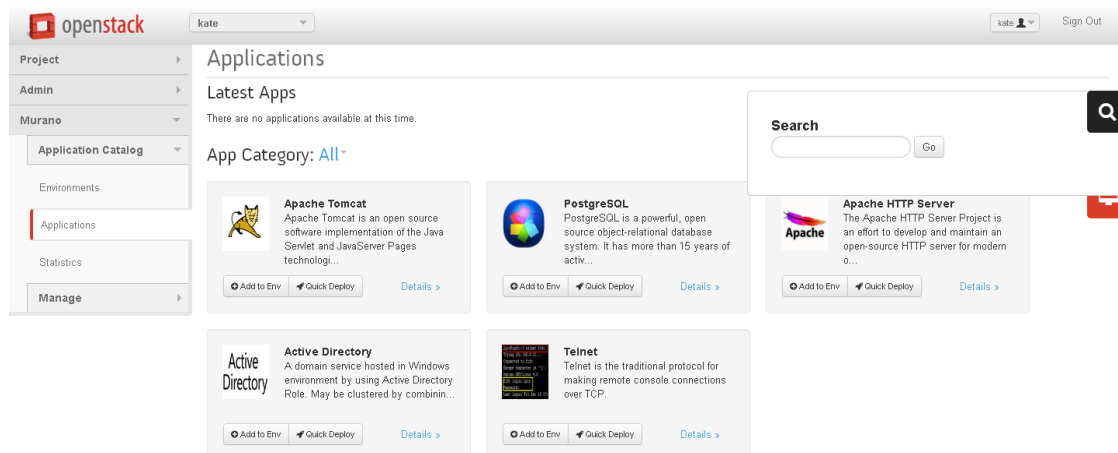 openstack
kate
kate
Sign Out
Project
Admin
Murano
Application Catalog
Environments
Applications
Statistics
Manage
Applications
Latest Apps
There are no applications available at this time.
Search
Go
App Category: All
Apache Tomcat
Apache Tomcat is an open source
software implementation of the Java
Servlet and JavaServer Pages
technologi...
Add to Env
Quick Deploy
Details »
PostgreSQL
PostgreSQL is a powerful, open
source object-relational database
system. It has more than 15 years of
activ...
Add to Env
Quick Deploy
Details »
Apache
Apache HTTP Server
The Apache HTTP Server Project is
an effort to develop and maintain an
open-source HTTP server for modern
o...
Add to Env
Quick Deploy
Details »
Active
Directory
Active Directory
A domain service hosted in Windows
environment by using Active Directory
Role. May be clustered by combinin...
Add to Env
Quick Deploy
Details »
Telnet
Telnet is the traditional protocol for
making remote console connections
over TCP.
Add to Env
Quick Deploy
Details »